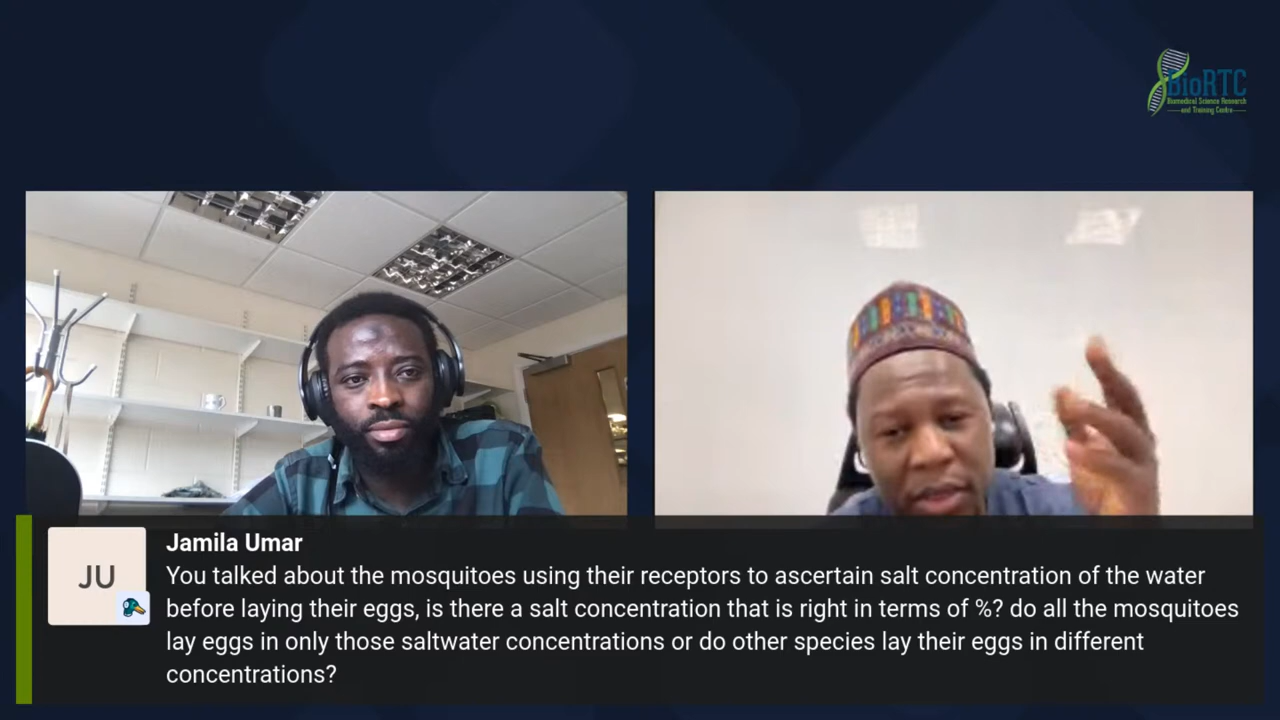 BioRTC
Biomedical Science Research
and Training Centre
JU
Jamila Umar
You talked about the mosquitoes using their receptors to ascertain salt concentration of the water
before laying their eggs, is there a salt concentration that is right in terms of %? do all the mosquitoes
lay eggs in only those saltwater concentrations or do other species lay their eggs in different
concentrations?